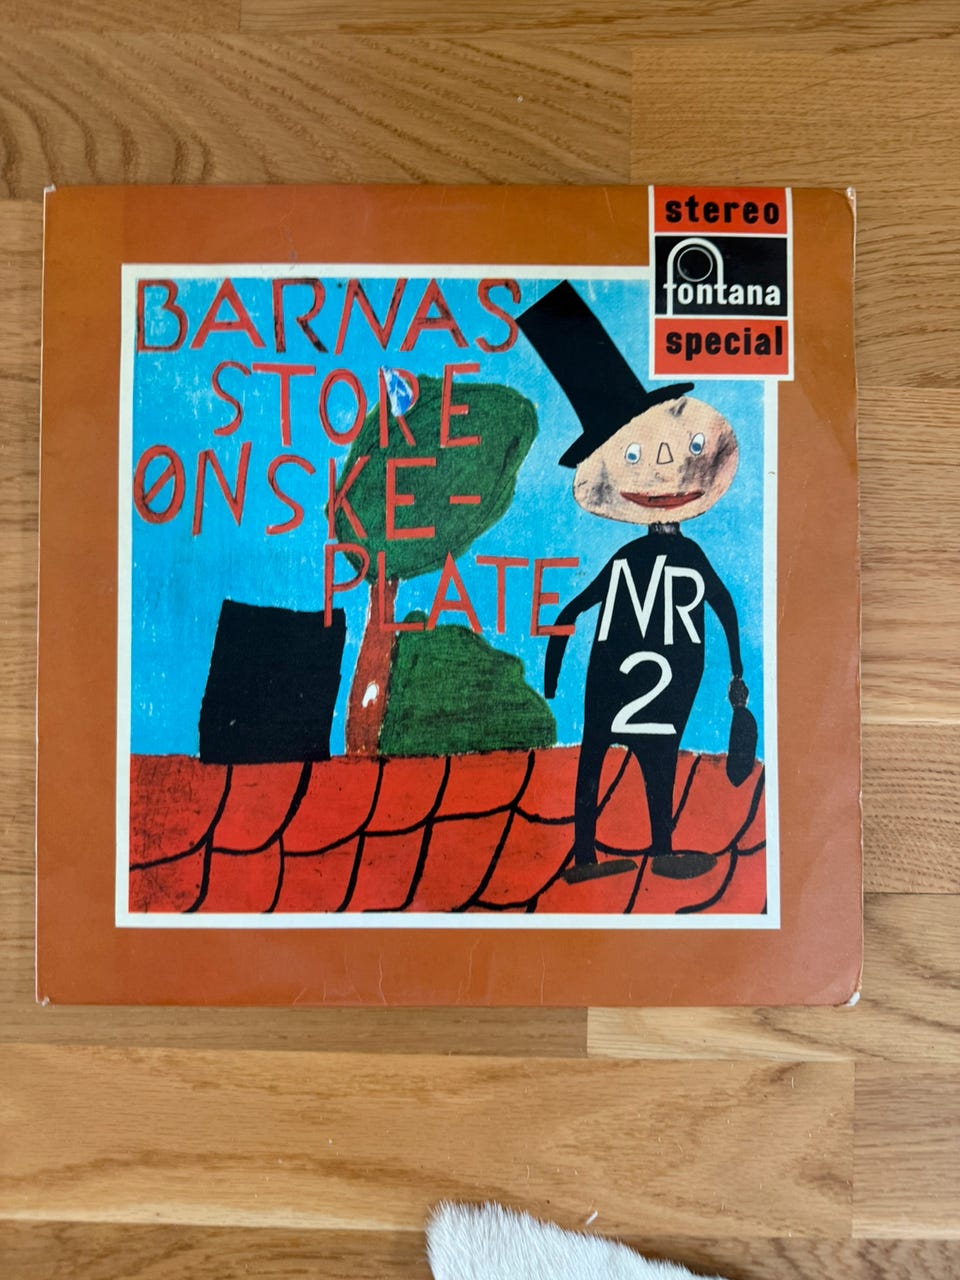 stereo
fontana
special
BARNAS
STORE
ØNSKE-
PLATE
NR
2